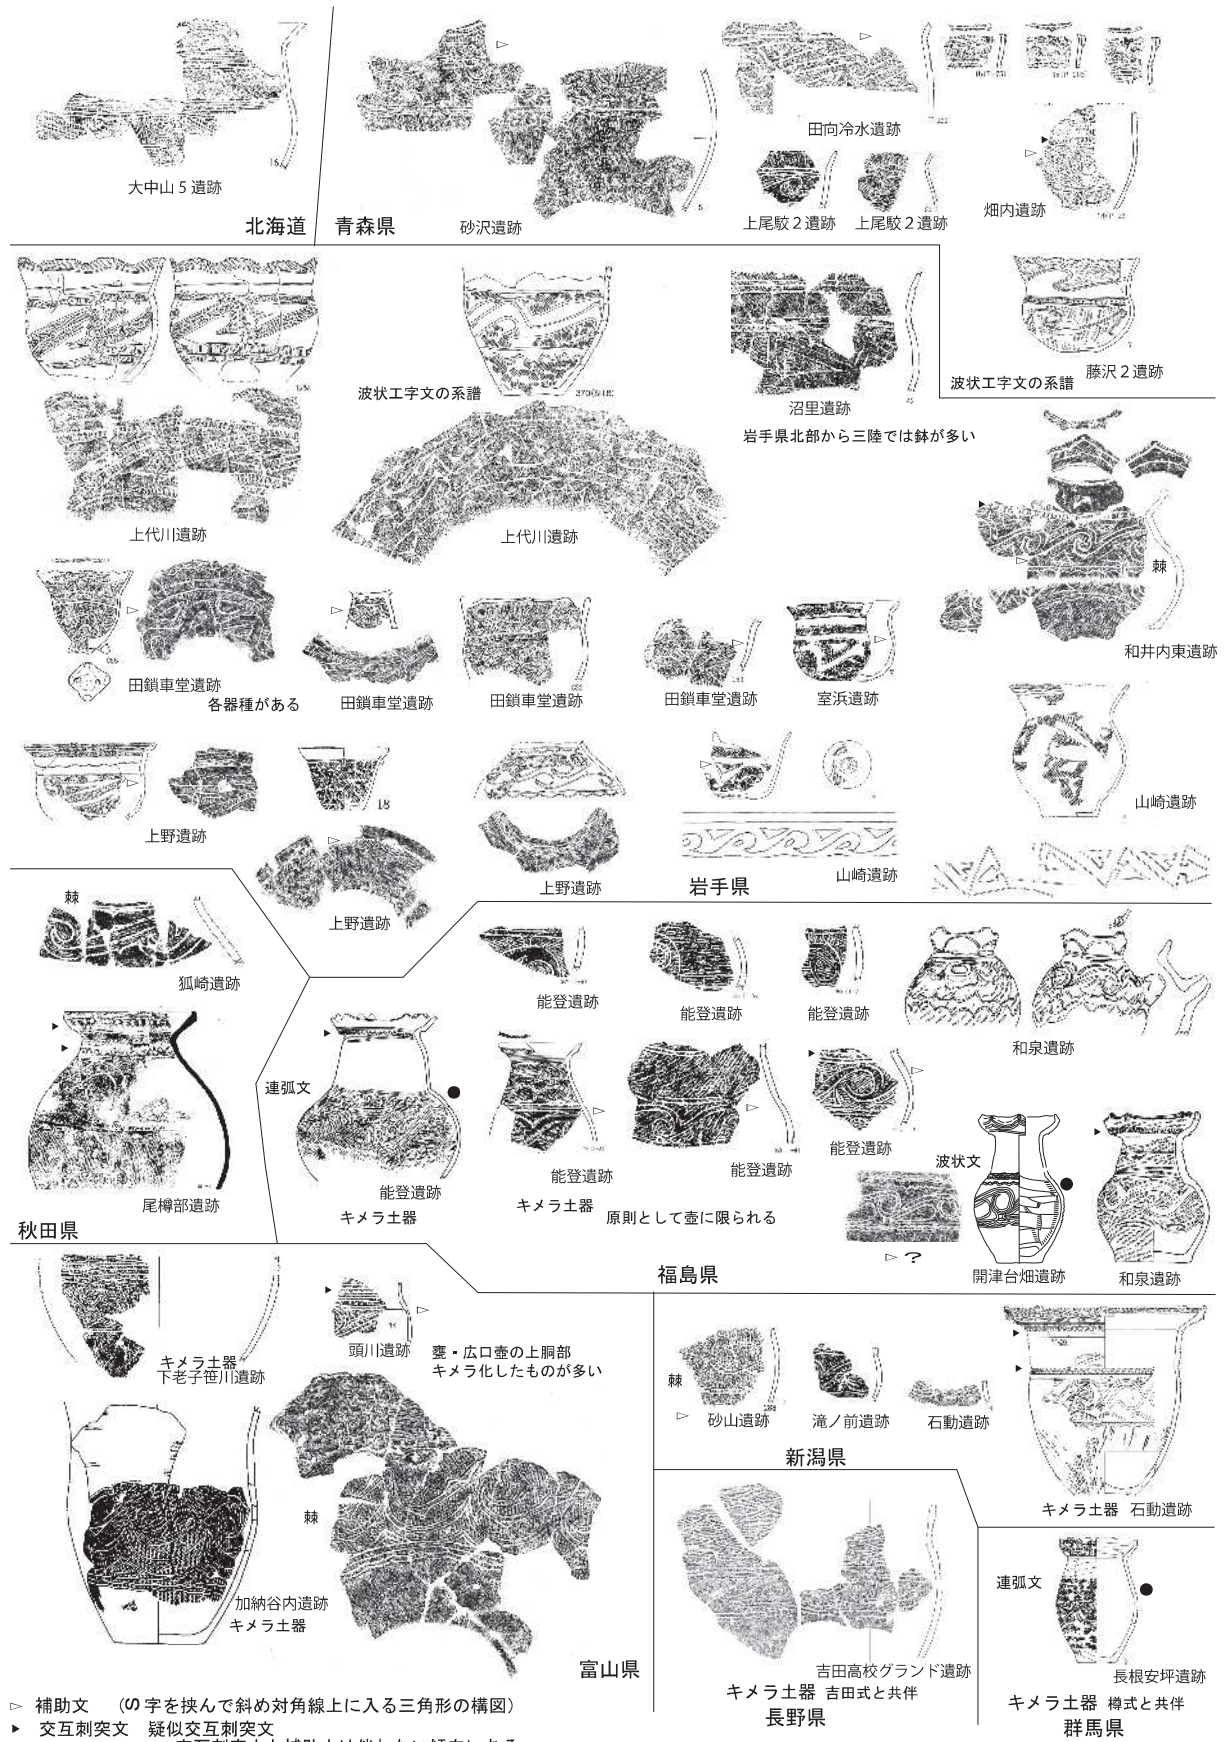 大中山5遺跡
北海道
青森県
砂沢遺跡
田向冷水遺跡
上尾駮2遺跡
上尾駮2遺跡
畑内遺跡
波状工字文の系譜
藤沢2遺跡
波状工字文の系譜
沼里遺跡
岩手県北部から三陸では鉢が多い
上代川遺跡
上代川遺跡
棘
和井内東遺跡
田鎖車堂遺跡
各器種がある
田鎖車堂遺跡
田鎖車堂遺跡
田鎖車堂遺跡
室浜遺跡
山崎遺跡
上野遺跡
18
上野遺跡
上野遺跡
山崎遺跡
岩手県
棘
狐崎遺跡
能登遺跡
能登遺跡
能登遺跡
和泉遺跡
連弧文
尾樽部遺跡
秋田県
能登遺跡
キメラ土器
能登遺跡
キメラ土器
能登遺跡
能登遺跡
原則として壺に限られる
波状文
▷ ?
開津台畑遺跡
和泉遺跡
福島県
キメラ土器
下老子笹川遺跡
頭川遺跡
甕・広口壺の上胴部
キメラ化したものが多い
棘
加納谷内遺跡
キメラ土器
富山県
棘
▷ 砂山遺跡
滝ノ前遺跡
石動遺跡
新潟県
キメラ土器 石動遺跡
吉田高校グランド遺跡
キメラ土器 吉田式と共伴
長野県
連弧文
長根安坪遺跡
キメラ土器 樽式と共伴
群馬県
▷ 補助文 (S字を挟んで斜め対角線上に入る三角形の構図)
▶ 交互刺突文 疑似交互刺突文